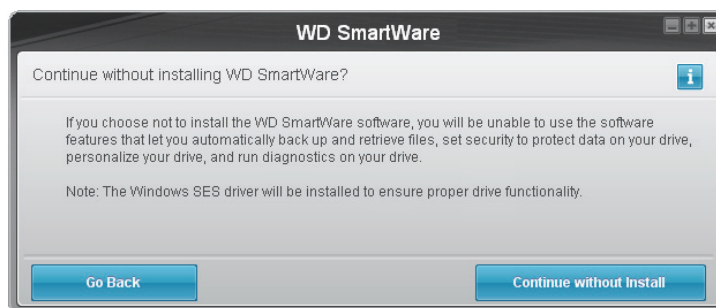 WD SmartWare
Continue without installing WD SmartWare?
If you choose not to install the WD SmartWare software, you will be unable to use the software
features that let you automatically back up and retrieve files, set security to protect data on your drive,
personalize your drive, and run diagnostics on your drive.
Note: The Windows SES driver will be installed to ensure proper drive functionality.
Go Back
Continue without Install